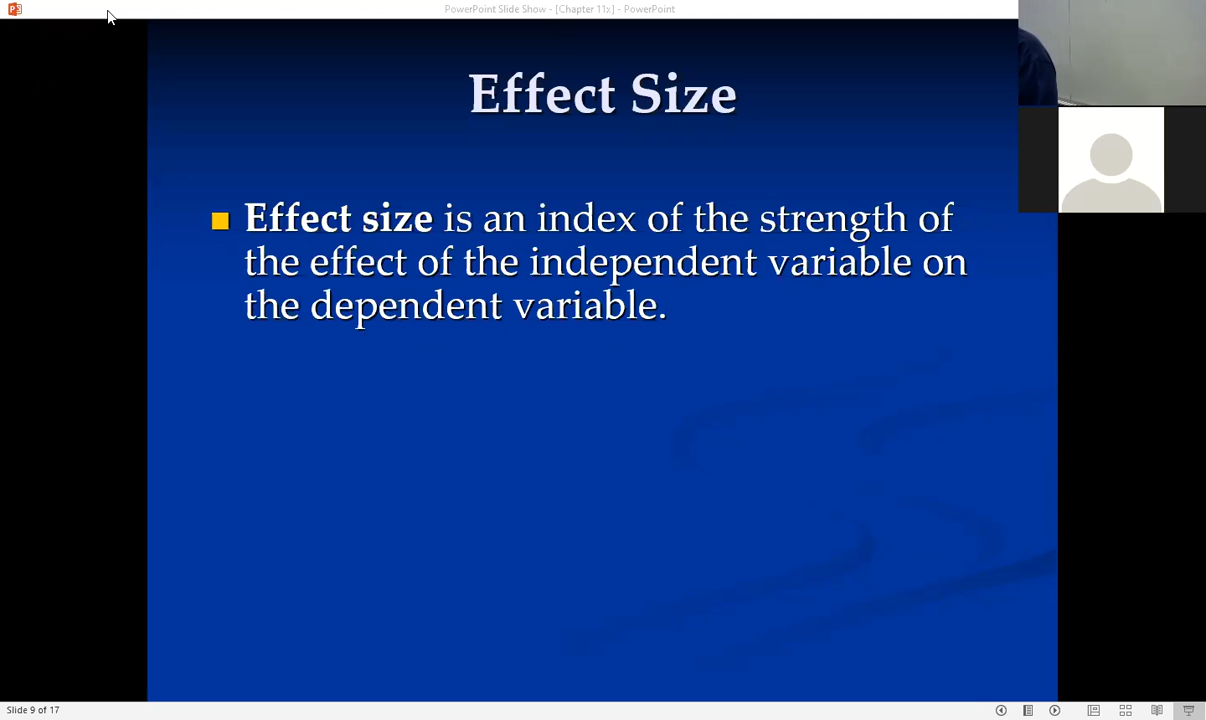 PowerPoint Slide Show - [Chapter 11x] - PowerPoint
Effect Size
Effect size is an index of the strength of
the effect of the independent variable on
the dependent variable.
Slide 9 of 17